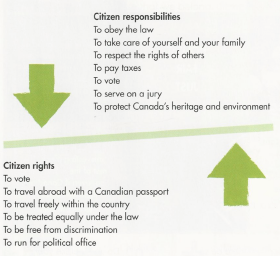 Citizen responsibilities
To obey the law
To take care of yourself and your family
To respect the rights of others
To pay taxes
To vote
To serve on a jury
To protect Canada's heritage and environment
Citizen rights
To vote
To travel abroad with a Canadian passport
To travel freely within the country
To be treated equally under the law
To be free from discrimination
To run for political office